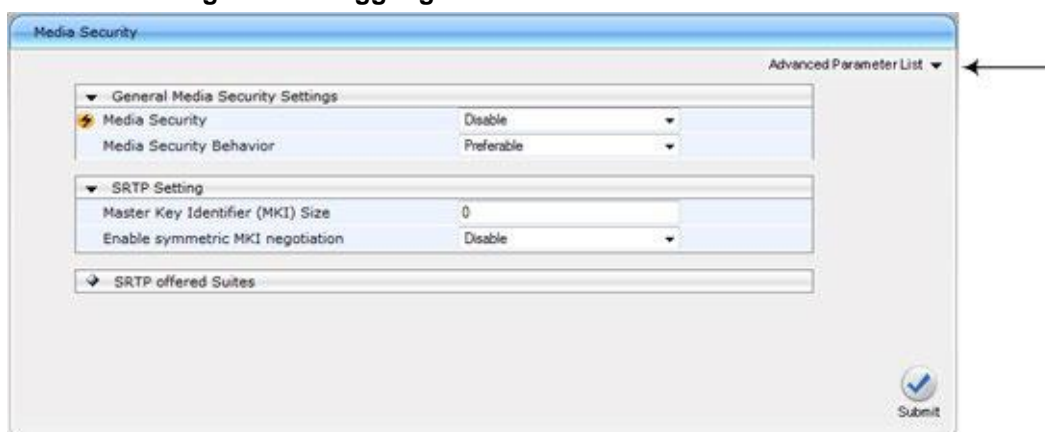 Media Security
Advanced Parameter List
General Media Security Settings
Media Security Disable
Media Security Behavior Preferable
SRTP Setting
Master Key Identifier (MKI) Size 0
Enable symmetric MKI negotiation Disable
SRTP offered Suites
Submit